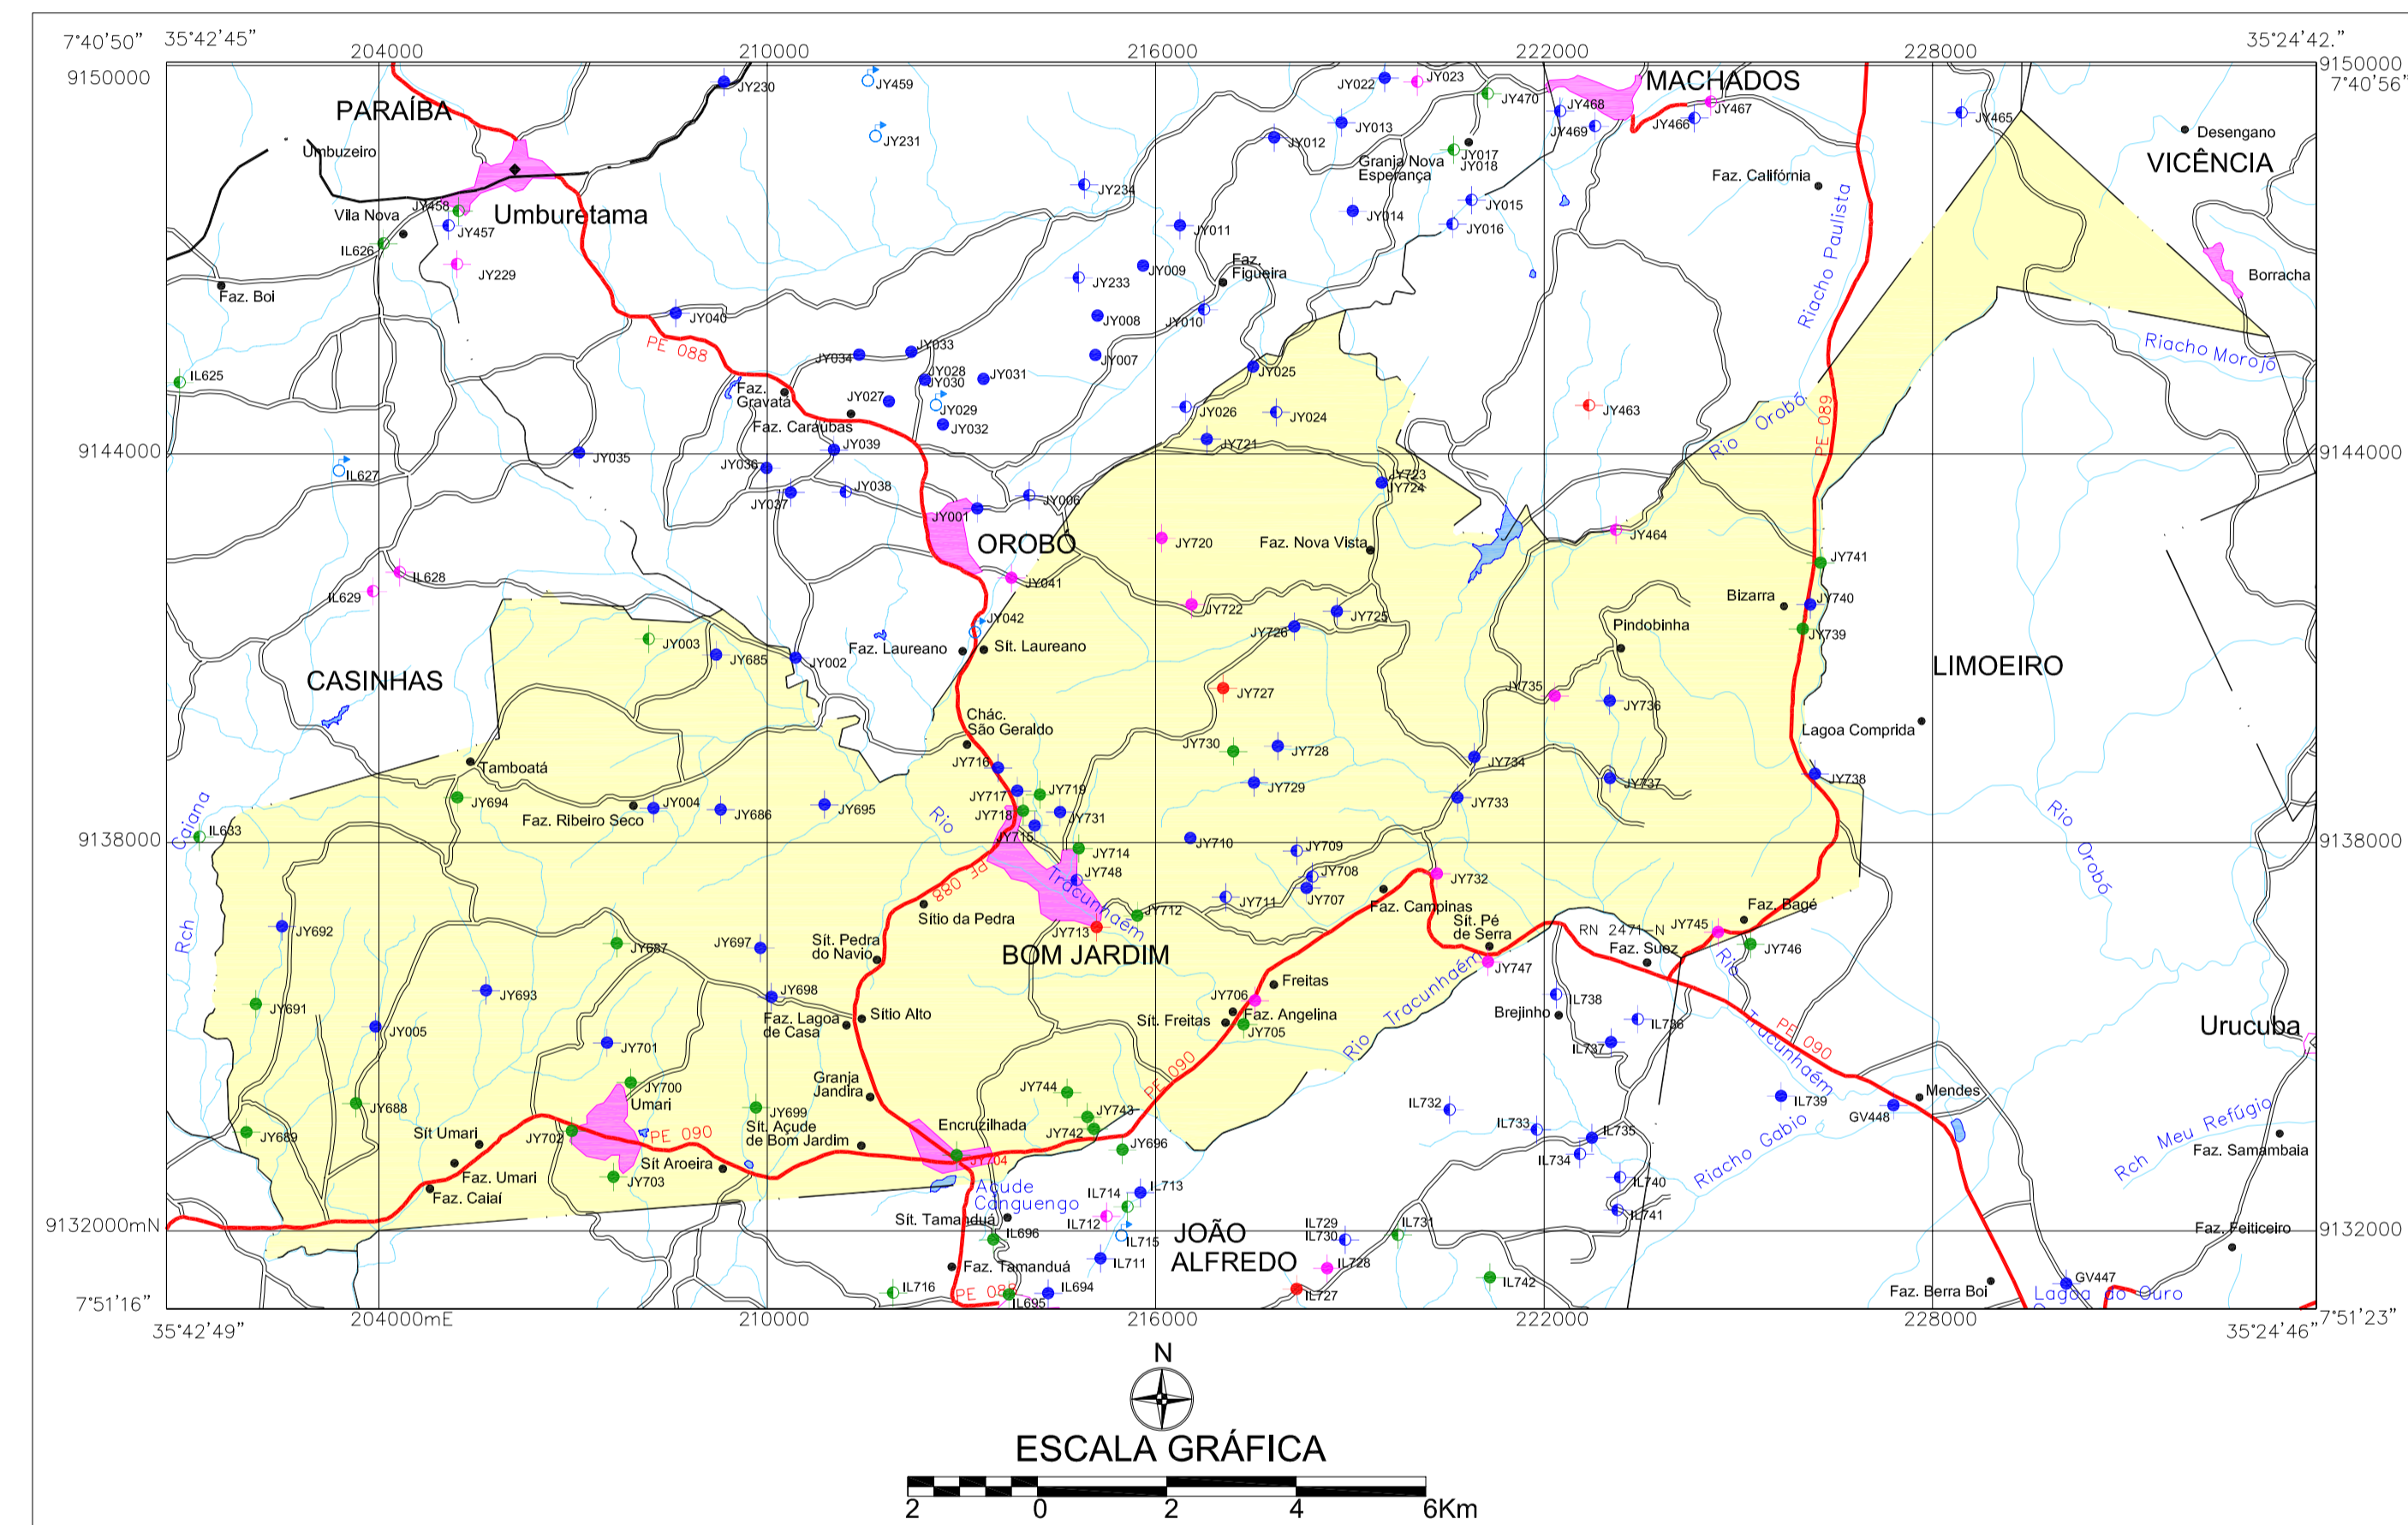 7°40'50"
35°42'45"
204000
210000
216000
222000
228000
35°24'42."
9150000
9150000
7°40'56"
PARAÍBA
JY230
JY459
JY022
JY023
JY470
MACHADOS
JY468
JY467
JY469
JY466
JY465
Desengano
Umbuzeiro
JY231
JY012
JY013
JY017
JY018
Granja Nova
Esperança
VICÊNCIA
Faz. Califórnia
JY458
Vila Nova
Umburetama
JY234
JY014
JY015
JY457
IL626
JY011
JY016
Riacho Paulista
JY229
JY233
JY009
Faz.
Figueira
Borracha
Faz. Boi
JY040
JY008
JY010
PE 088
JY034
JY033
JY007
Riacho Morojó
IL625
JY028
JY030
JY031
JY025
Faz.
Gravatá
JY027
JY029
JY026
JY024
JY463
Faz. Caraúbas
JY032
Rio Orobó
PE 089
JY039
JY721
9144000
9144000
JY035
JY036
IL627
JY038
JY037
JY006
JY723
JY724
JY001
OROBÓ
JY720
Faz. Nova Vista
JY464
JY741
IL628
JY041
IL629
JY722
Bizarra
JY740
JY042
JY725
JY726
Pindobinha
JY739
JY003
JY685
JY002
Faz. Laureano
Sít. Laureano
LIMOEIRO
CASINHAS
JY727
JY735
JY736
Chác.
São Geraldo
Lagoa Comprida
JY730
JY728
JY716
JY734
Tamboatá
JY729
JY737
JY738
JY694
JY004
JY717
JY719
JY733
Faz. Ribeiro Seco
JY686
JY695
JY718
JY731
Rio
Rio Orobó
IL633
Rch Caiana
9138000
JY715
JY710
9138000
JY714
JY709
PE 088
JY748
Tracunhaém
JY708
JY732
JY711
JY707
Faz. Campinas
Sítio da Pedra
JY712
Sít. Pé
de Serra
Faz. Bagé
JY692
JY713
RN 2471-N
JY745
JY687
JY697
Sít. Pedra
do Navio
BOM JARDIM
Faz. Suez
JY746
JY747
Rio
Freitas
JY693
JY698
JY706
IL738
JY691
Faz. Lagoa
de Casa
Sítio Alto
Faz. Angelina
Sít. Freitas
JY705
Brejinho
IL736
JY005
Rio Tracunhaém
Urucuba
PE 090
JY701
IL737
Tracunhaém
Granja
Jandira
JY744
PE 090
JY700
Umari
IL739
Mendes
JY688
JY699
JY743
IL732
GV448
Rch Meu Refúgio
Sít. Açude
de Bom Jardim
Encruzilhada
JY742
IL733
Riacho Gabio
JY689
Sít Umari
JY702
PE 090
JY696
IL735
IL734
Faz. Samambaia
Sít Aroeira
JY704
Faz. Umari
JY703
IL740
Faz. Caiaí
Açude
Canguengo
IL714
IL713
Sít. Tamanduá
IL712
IL741
9132000mN
IL696
IL715
JOÃO
ALFREDO
IL729
IL730
IL731
Faz. Feiticeiro
9132000
IL711
Faz. Tamanduá
IL728
IL742
GV447
IL716
PE 088
IL695
IL694
IL727
Faz. Berra Boi
Lagoa do Ouro
7°51'16"
35°42'49"
204000mE
210000
216000
222000
228000
35°24'46"
7°51'23"
N
ESCALA GRÁFICA
2 0 2 4 6Km